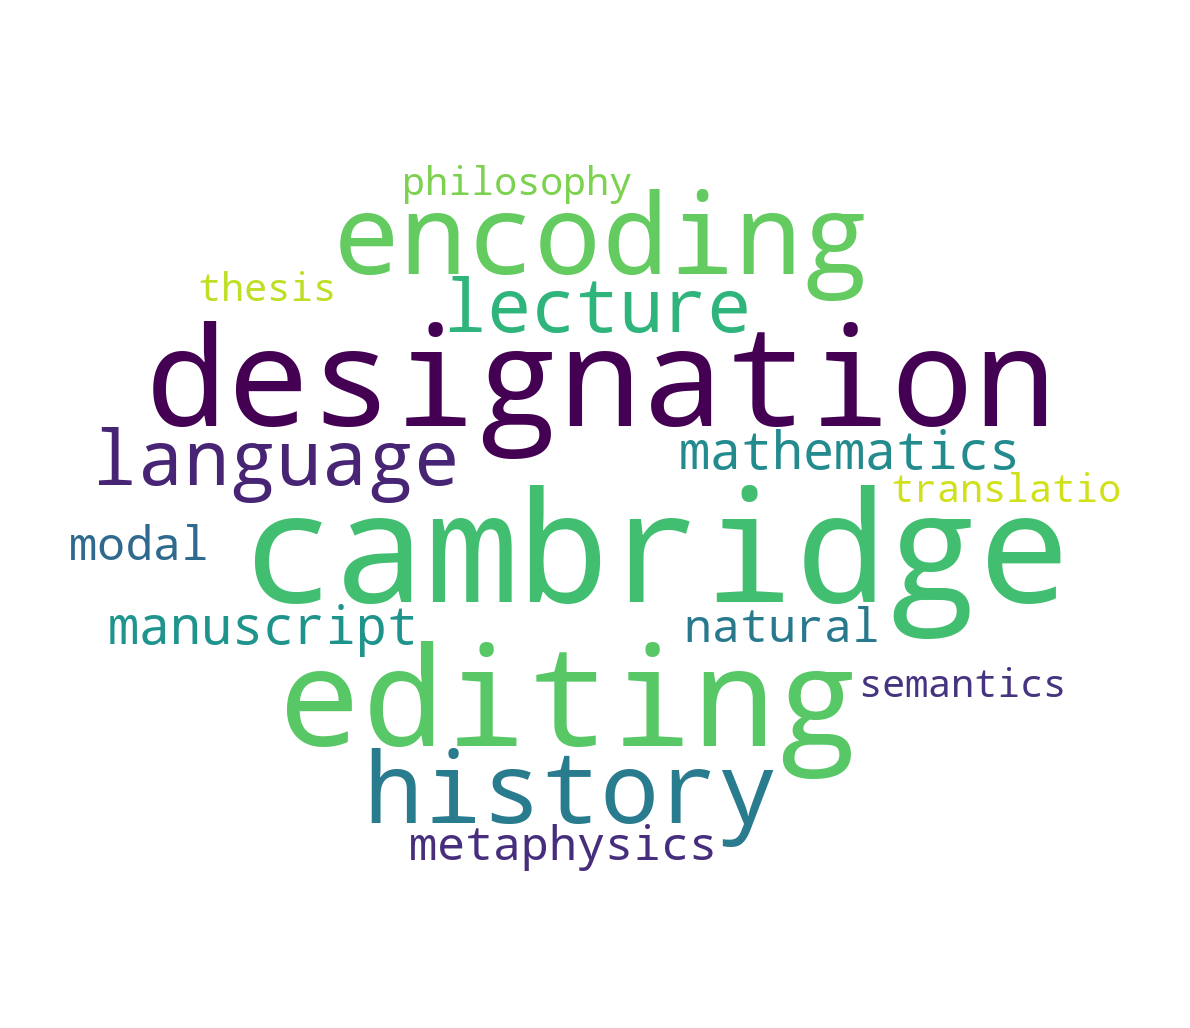 philosophy
encoding
thesis
lecture
designation
language
mathematics
translatio
cambridge
modal
manuscript
natural
editing
semantics
history
metaphysics